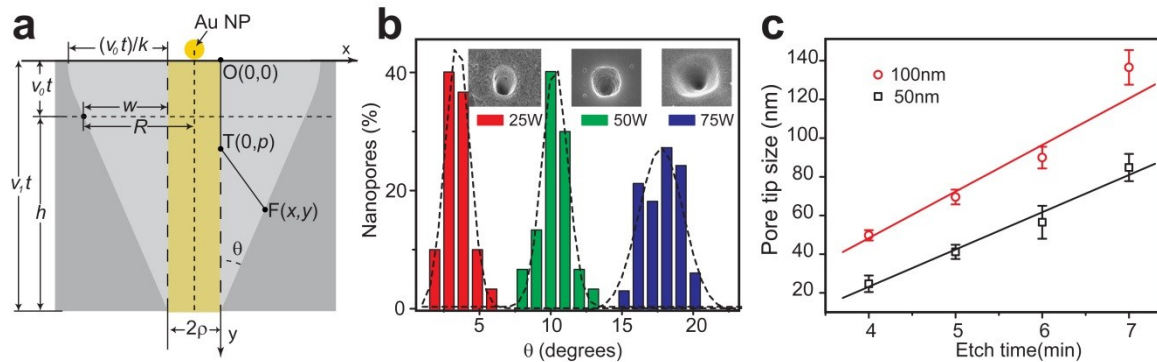 a
Au NP
(v₀t)/k
x
O(0,0)
v₀t
w
R
T(0,p)
v₁t
h
F(x,y)
θ
2ρ
y
b
Nanopores (%)
40
20
0
25W
50W
75W
5
10
15
20
θ (degrees)
c
Pore tip size (nm)
140
120
100
80
60
40
20
100nm
50nm
4
5
6
7
Etch time(min)